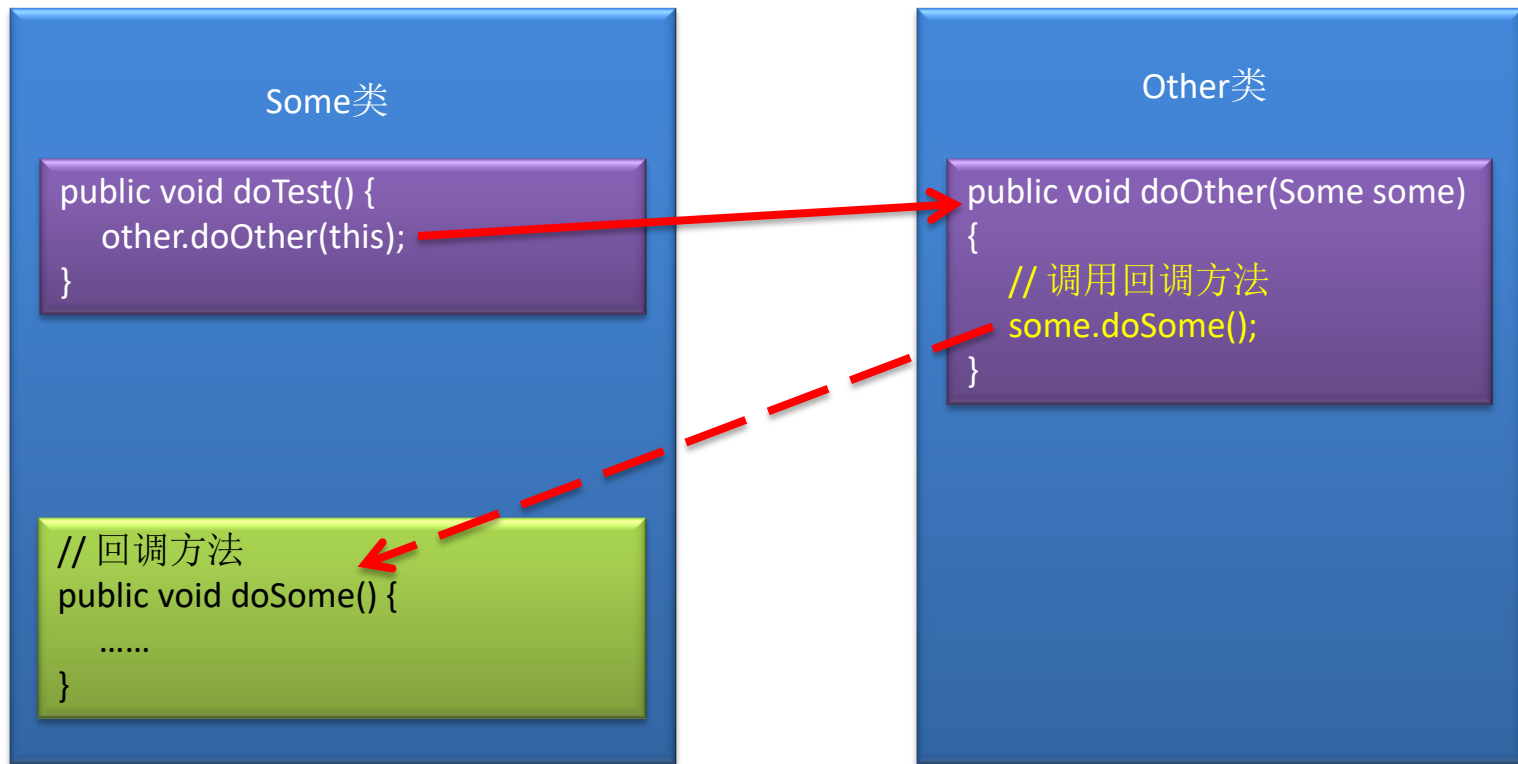 Some类
public void doTest() {
other.doOther(this);
}
// 回调方法
public void doSome() {
……
}
Other类
public void doOther(Some some)
{
// 调用回调方法
some.doSome();
}